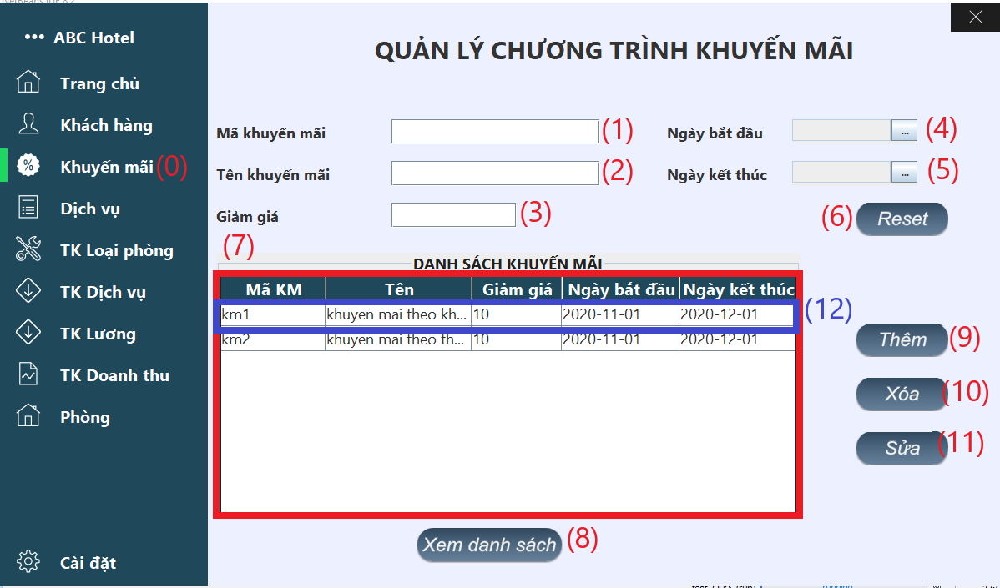 ABC Hotel
Trang chủ
Khách hàng
Khuyến mãi (0)
Dịch vụ
TK Loại phòng
TK Dịch vụ
TK Lương
TK Doanh thu
Phòng
Cài đặt
QUẢN LÝ CHƯƠNG TRÌNH KHUYẾN MÃI
Mã khuyến mãi (1) Ngày bắt đầu ... (4)
Tên khuyến mãi (2) Ngày kết thúc ... (5)
Giảm giá (3) (6) Reset
(7)
DANH SÁCH KHUYẾN MÃI
Mã KM Tên Giảm giá Ngày bắt đầu Ngày kết thúc
km1 khuyen mai theo kh... 10 2020-11-01 2020-12-01 (12)
km2 khuyen mai theo th... 10 2020-11-01 2020-12-01
Thêm (9)
Xóa (10)
Sửa (11)
Xem danh sách (8)